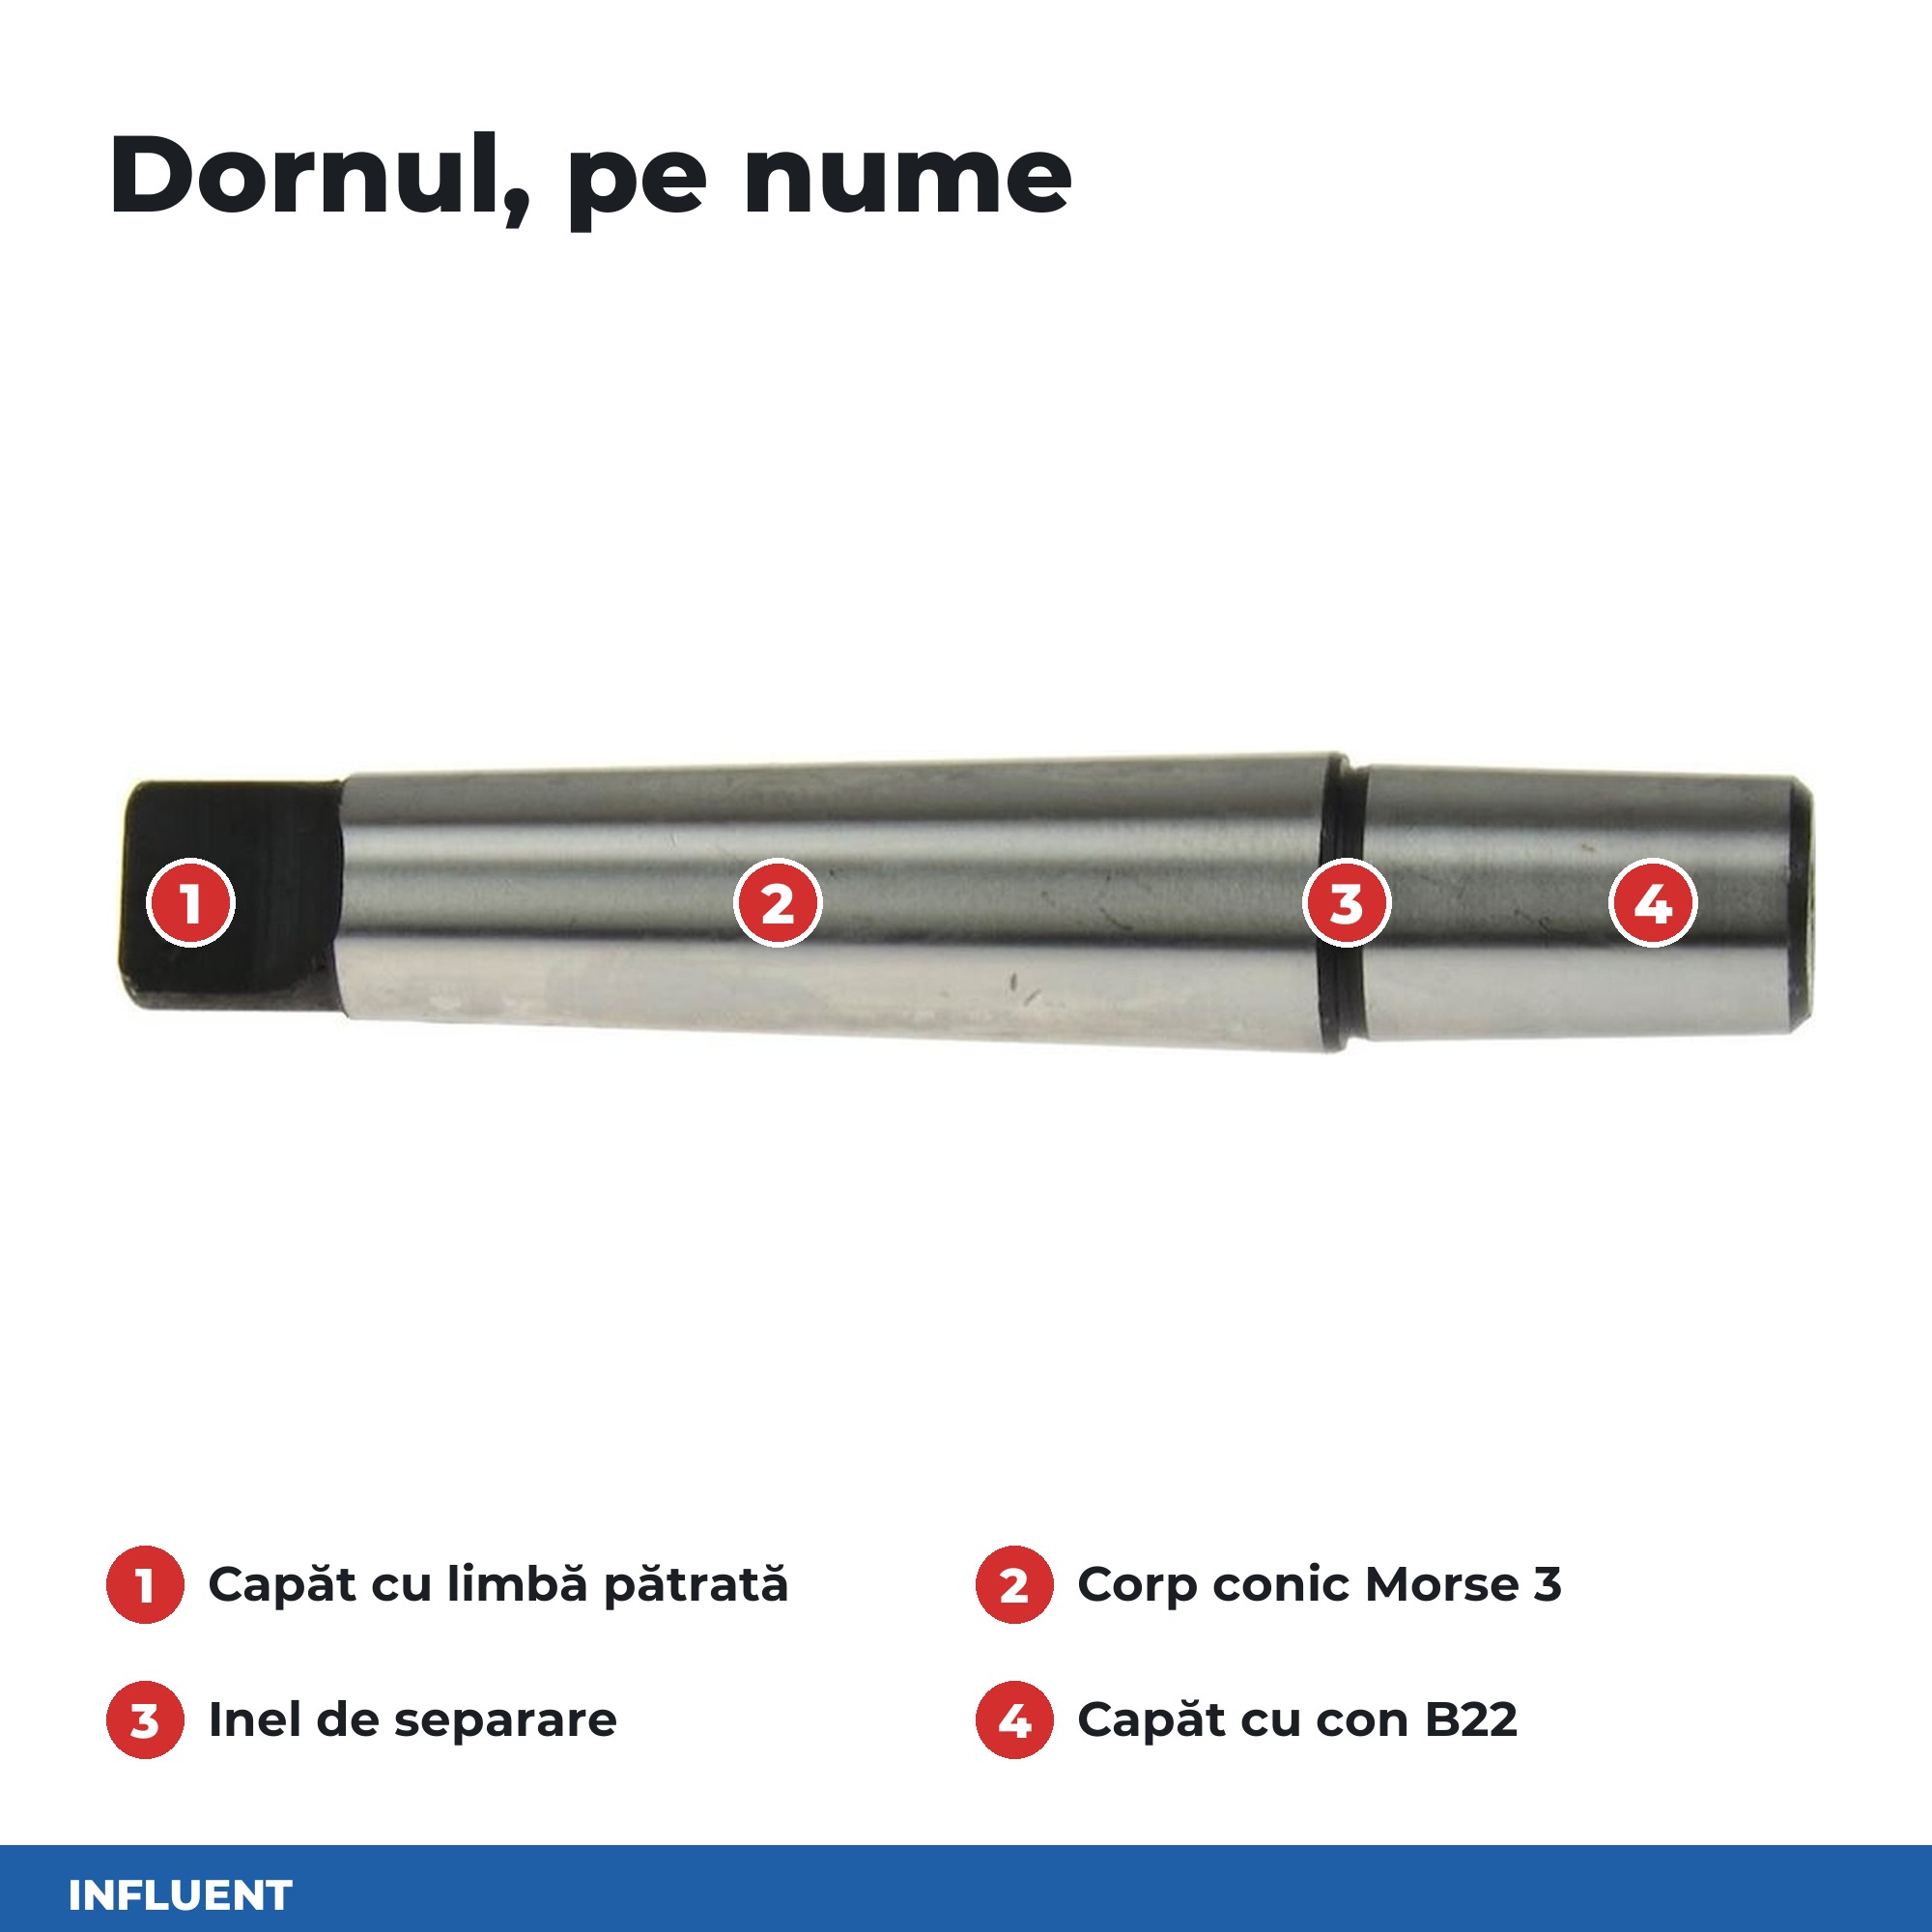 Dornul, pe nume
1
2
3
4
1 Capăt cu limbă pătrată
2 Corp conic Morse 3
3 Inel de separare
4 Capăt cu con B22
INFLUENT